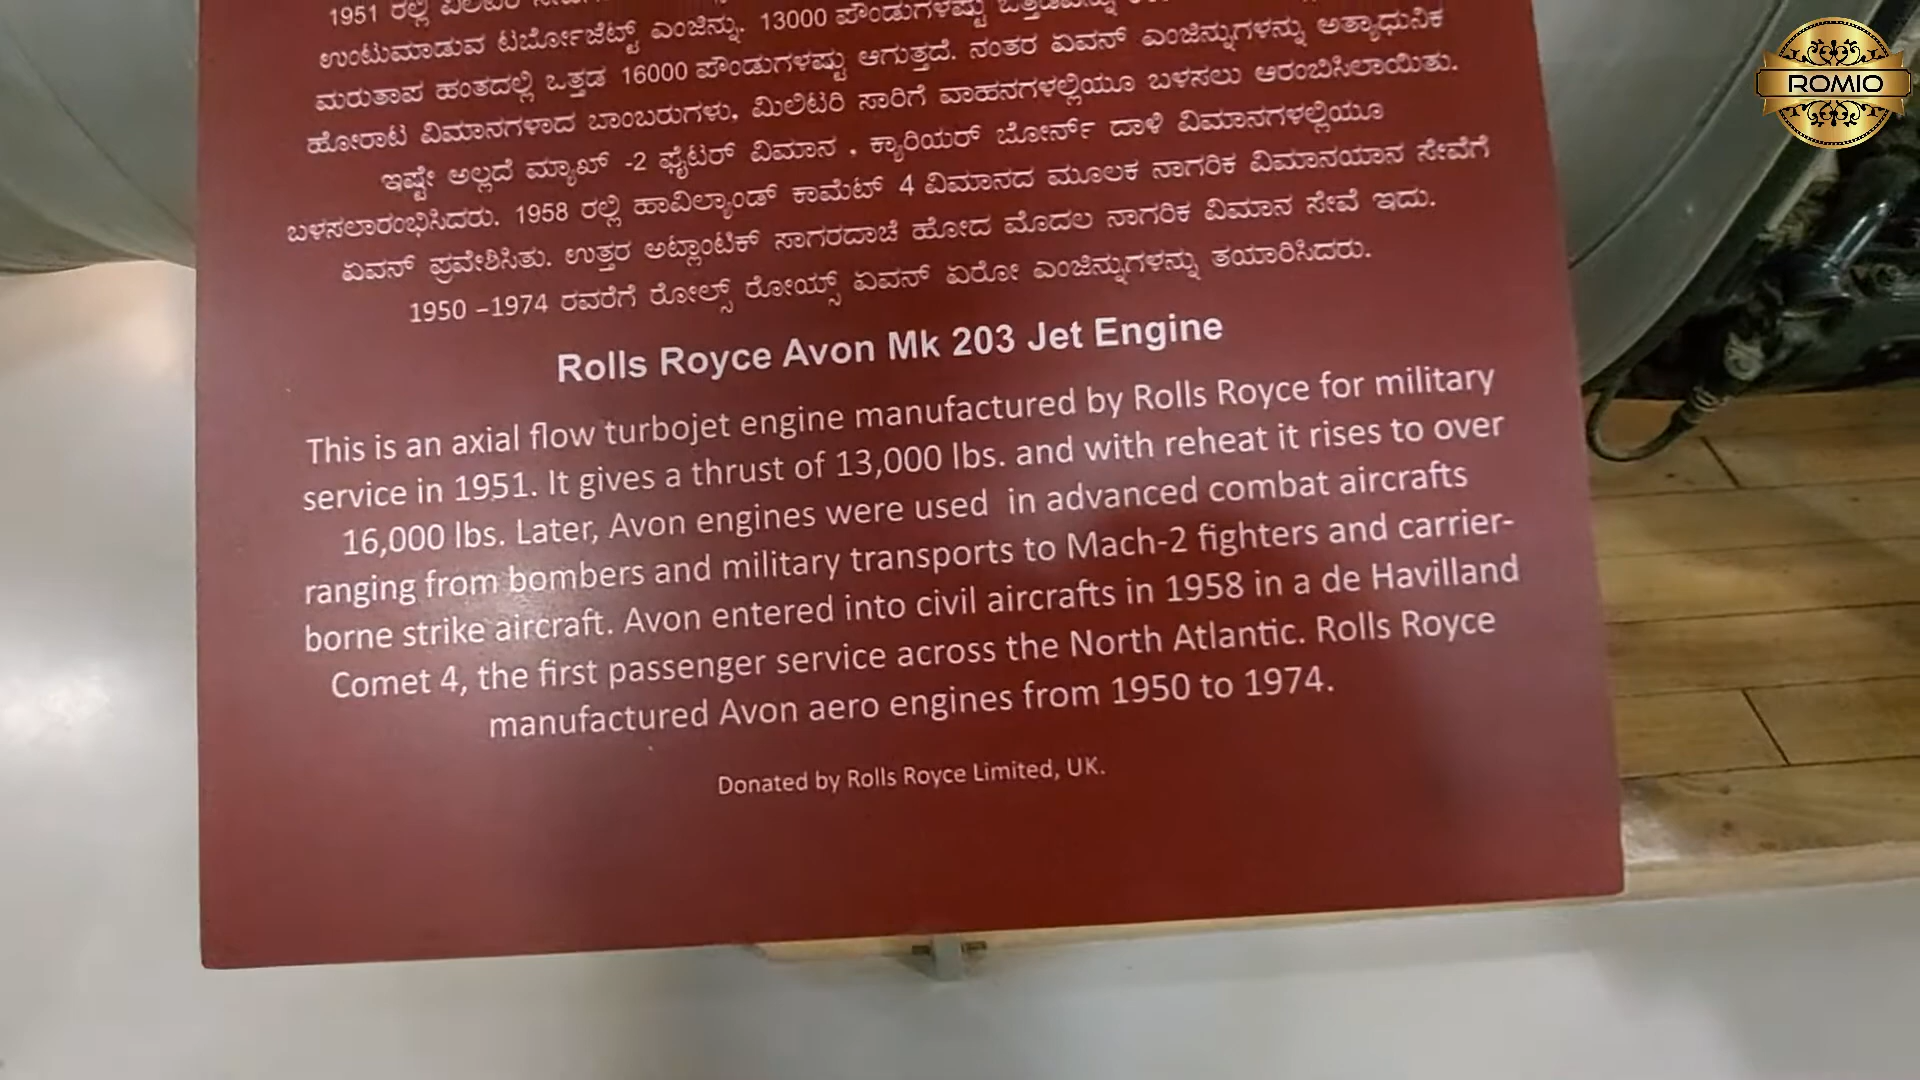 1951 ರಲ್ಲಿ
ಉಂಟುಮಾಡುವ ಟರ್ಬೋಜೆಟ್ಟ್ ಎಂಜಿನ್ನು. 13000 ಪೌಂಡುಗಳಷ್ಟು ಒತ್ತಡವನ್ನು
ಮರುತಾಪ ಹಂತದಲ್ಲಿ ಒತ್ತಡ 16000 ಪೌಂಡುಗಳಷ್ಟು ಆಗುತ್ತದೆ. ನಂತರ ಏವನ್ ಎಂಜಿನ್ನುಗಳನ್ನು ಅತ್ಯಾಧುನಿಕ
ಹೋರಾಟ ವಿಮಾನಗಳಾದ ಬಾಂಬರುಗಳು, ಮಿಲಿಟರಿ ಸಾರಿಗೆ ವಾಹನಗಳಲ್ಲಿಯೂ ಬಳಸಲು ಆರಂಬಿಸಿಲಾಯಿತು.
ಇಷ್ಟೇ ಅಲ್ಲದೆ ಮ್ಯಾಖ್ -2 ಫೈಟರ್ ವಿಮಾನ , ಕ್ಯಾರಿಯರ್ ಬೋರ್ನ್ ದಾಳಿ ವಿಮಾನಗಳಲ್ಲಿಯೂ
ಬಳಸಲಾರಂಭಿಸಿದರು. 1958 ರಲ್ಲಿ ಹಾವಿಲ್ಯಾಂಡ್ ಕಾಮೆಟ್ 4 ವಿಮಾನದ ಮೂಲಕ ನಾಗರಿಕ ವಿಮಾನಯಾನ ಸೇವೆಗೆ
ಏವನ್ ಪ್ರವೇಶಿಸಿತು. ಉತ್ತರ ಅಟ್ಲಾಂಟಿಕ್ ಸಾಗರದಾಚೆ ಹೋದ ಮೊದಲ ನಾಗರಿಕ ವಿಮಾನ ಸೇವೆ ಇದು.
1950 –1974 ರವರೆಗೆ ರೋಲ್ಸ್ ರೋಯ್ಸ್ ಏವನ್ ಏರೋ ಎಂಜಿನ್ನುಗಳನ್ನು ತಯಾರಿಸಿದರು.
Rolls Royce Avon Mk 203 Jet Engine
This is an axial flow turbojet engine manufactured by Rolls Royce for military
service in 1951. It gives a thrust of 13,000 lbs. and with reheat it rises to over
16,000 lbs. Later, Avon engines were used in advanced combat aircrafts
ranging from bombers and military transports to Mach-2 fighters and carrier-
borne strike aircraft. Avon entered into civil aircrafts in 1958 in a de Havilland
Comet 4, the first passenger service across the North Atlantic. Rolls Royce
manufactured Avon aero engines from 1950 to 1974.
Donated by Rolls Royce Limited, UK.
ROMIO